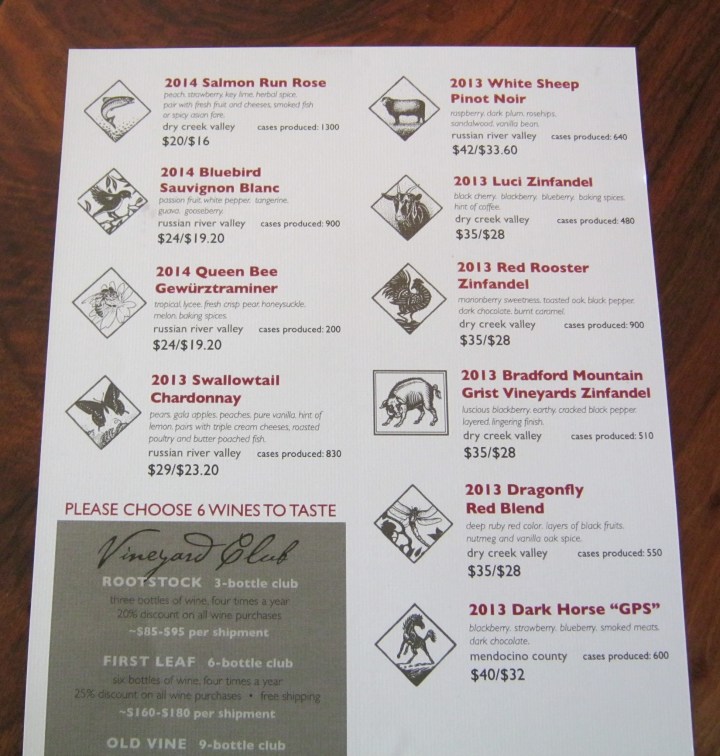 2014 Salmon Run Rose
peach, strawberry, key lime, herbal spice,
pair with fresh fruit and cheeses, smoked fish
or spicy asian fare.
dry creek valley cases produced: 1300
$20/$16
2014 Bluebird
Sauvignon Blanc
passion fruit, white pepper, tangerine,
guava, gooseberry.
russian river valley cases produced: 900
$24/$19.20
2014 Queen Bee
Gewürztraminer
tropical, lycee, fresh crisp pear, honeysuckle,
melon, baking spices.
russian river valley cases produced: 200
$24/$19.20
2013 Swallowtail
Chardonnay
pears, gala apples, peaches, pure vanilla, hint of
lemon. pairs with triple cream cheeses, roasted
poultry and butter poached fish.
russian river valley cases produced: 830
$29/$23.20
PLEASE CHOOSE 6 WINES TO TASTE
Vineyard Club
ROOTSTOCK 3-bottle club
three bottles of wine, four times a year
20% discount on all wine purchases
~$85-$95 per shipment
FIRST LEAF 6-bottle club
six bottles of wine, four times a year
25% discount on all wine purchases • free shipping
~$160-$180 per shipment
OLD VINE 9-bottle club
2013 White Sheep
Pinot Noir
raspberry, dark plum, rosehips,
sandalwood, vanilla bean.
russian river valley cases produced: 640
$42/$33.60
2013 Luci Zinfandel
black cherry, blackberry, blueberry, baking spices,
hint of coffee.
dry creek valley cases produced: 480
$35/$28
2013 Red Rooster
Zinfandel
marionberry sweetness, toasted oak, black pepper,
dark chocolate, burnt caramel.
dry creek valley cases produced: 900
$35/$28
2013 Bradford Mountain
Grist Vineyards Zinfandel
luscious blackberry, earthy, cracked black pepper
layered, lingering finish.
dry creek valley cases produced: 510
$35/$28
2013 Dragonfly
Red Blend
deep ruby red color, layers of black fruits,
nutmeg and vanilla oak spice.
dry creek valley cases produced: 550
$35/$28
2013 Dark Horse “GPS”
blackberry, strawberry, blueberry, smoked meats,
dark chocolate.
mendocino county cases produced: 600
$40/$32